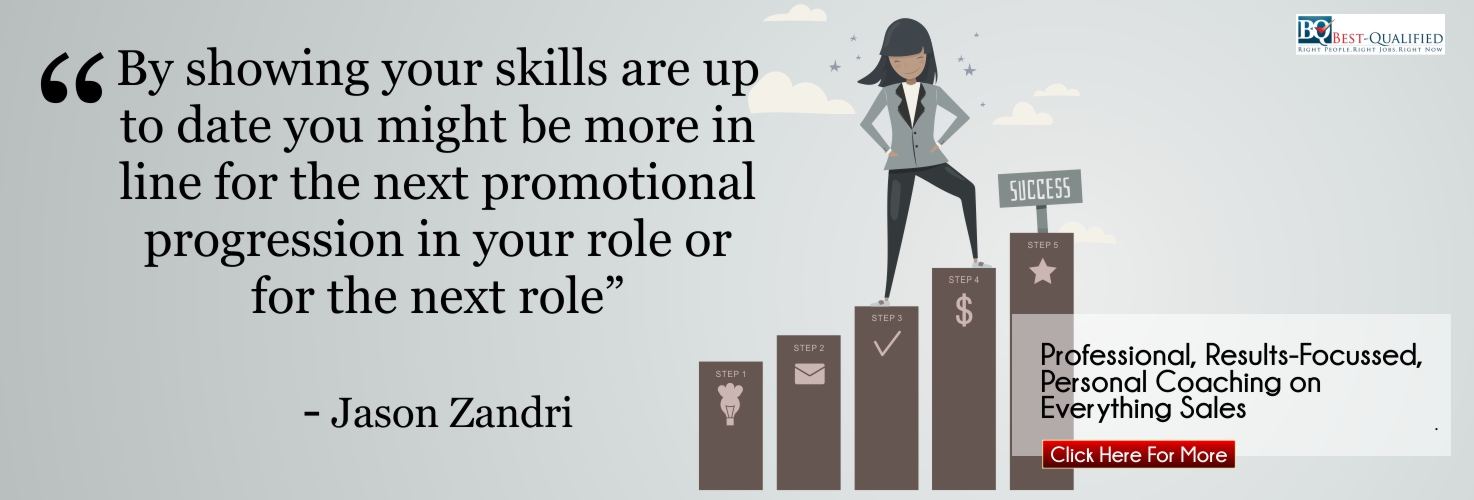 “By showing your skills are up
to date you might be more in
line for the next promotional
progression in your role or
for the next role”
- Jason Zandri
BQ BEST-QUALIFIED
RIGHT PEOPLE.RIGHT JOBS.RIGHT NOW
SUCCESS
STEP 5
STEP 4
STEP 3
STEP 2
STEP 1
$
Professional, Results-Focussed,
Personal Coaching on
Everything Sales
.
Click Here For More